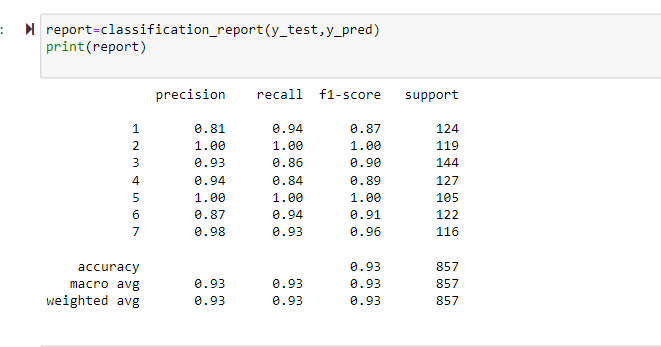 report=classification_report(y_test,y_pred)
print(report)
precision recall f1-score support
1 0.81 0.94 0.87 124
2 1.00 1.00 1.00 119
3 0.93 0.86 0.90 144
4 0.94 0.84 0.89 127
5 1.00 1.00 1.00 105
6 0.87 0.94 0.91 122
7 0.98 0.93 0.96 116
accuracy 0.93 857
macro avg 0.93 0.93 0.93 857
weighted avg 0.93 0.93 0.93 857